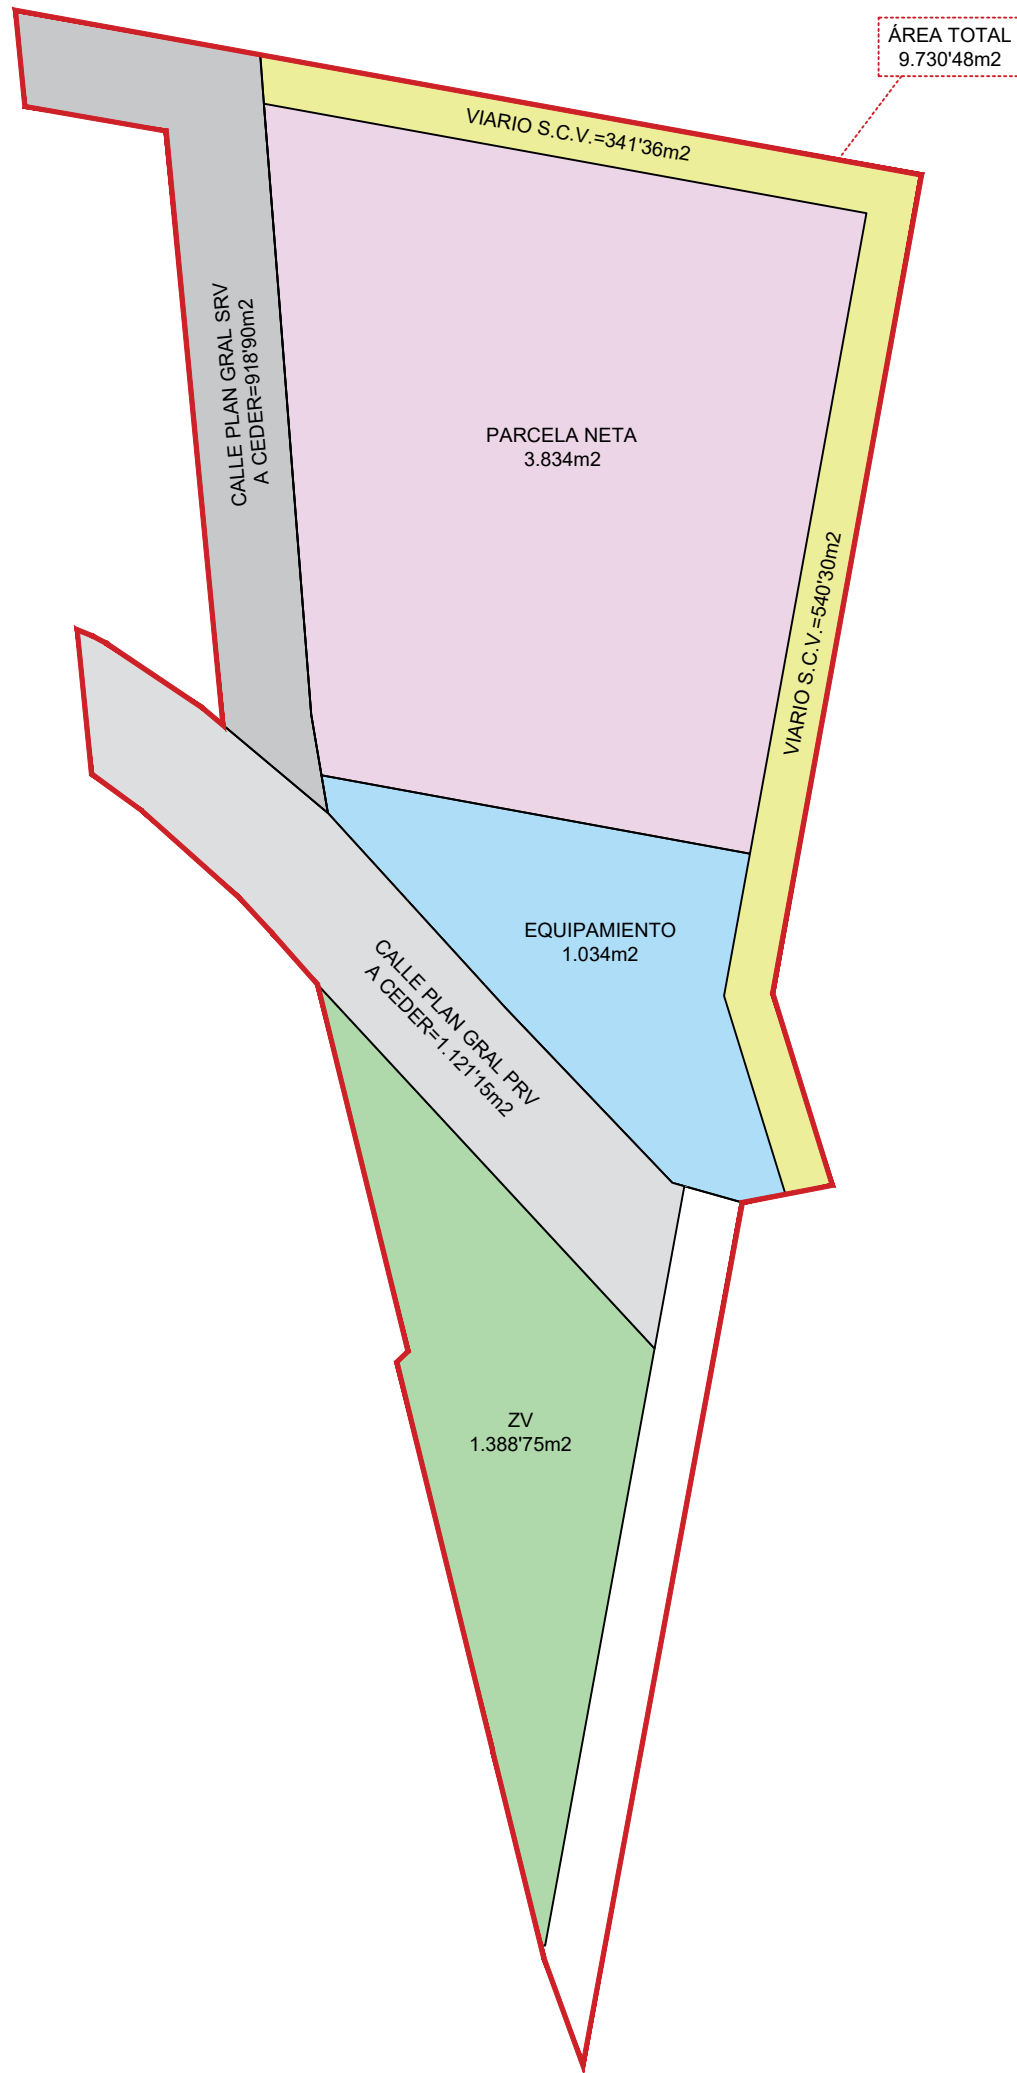 ÁREA TOTAL
9.730'48m2
VIARIO S.C.V.=341'36m2
CALLE PLAN GRAL SRV
A CEDER=918'90m2
PARCELA NETA
3.834m2
VIARIO S.C.V.=540'30m2
EQUIPAMIENTO
1.034m2
CALLE PLAN GRAL PRV
A CEDER=1.121'15m2
ZV
1.388'75m2